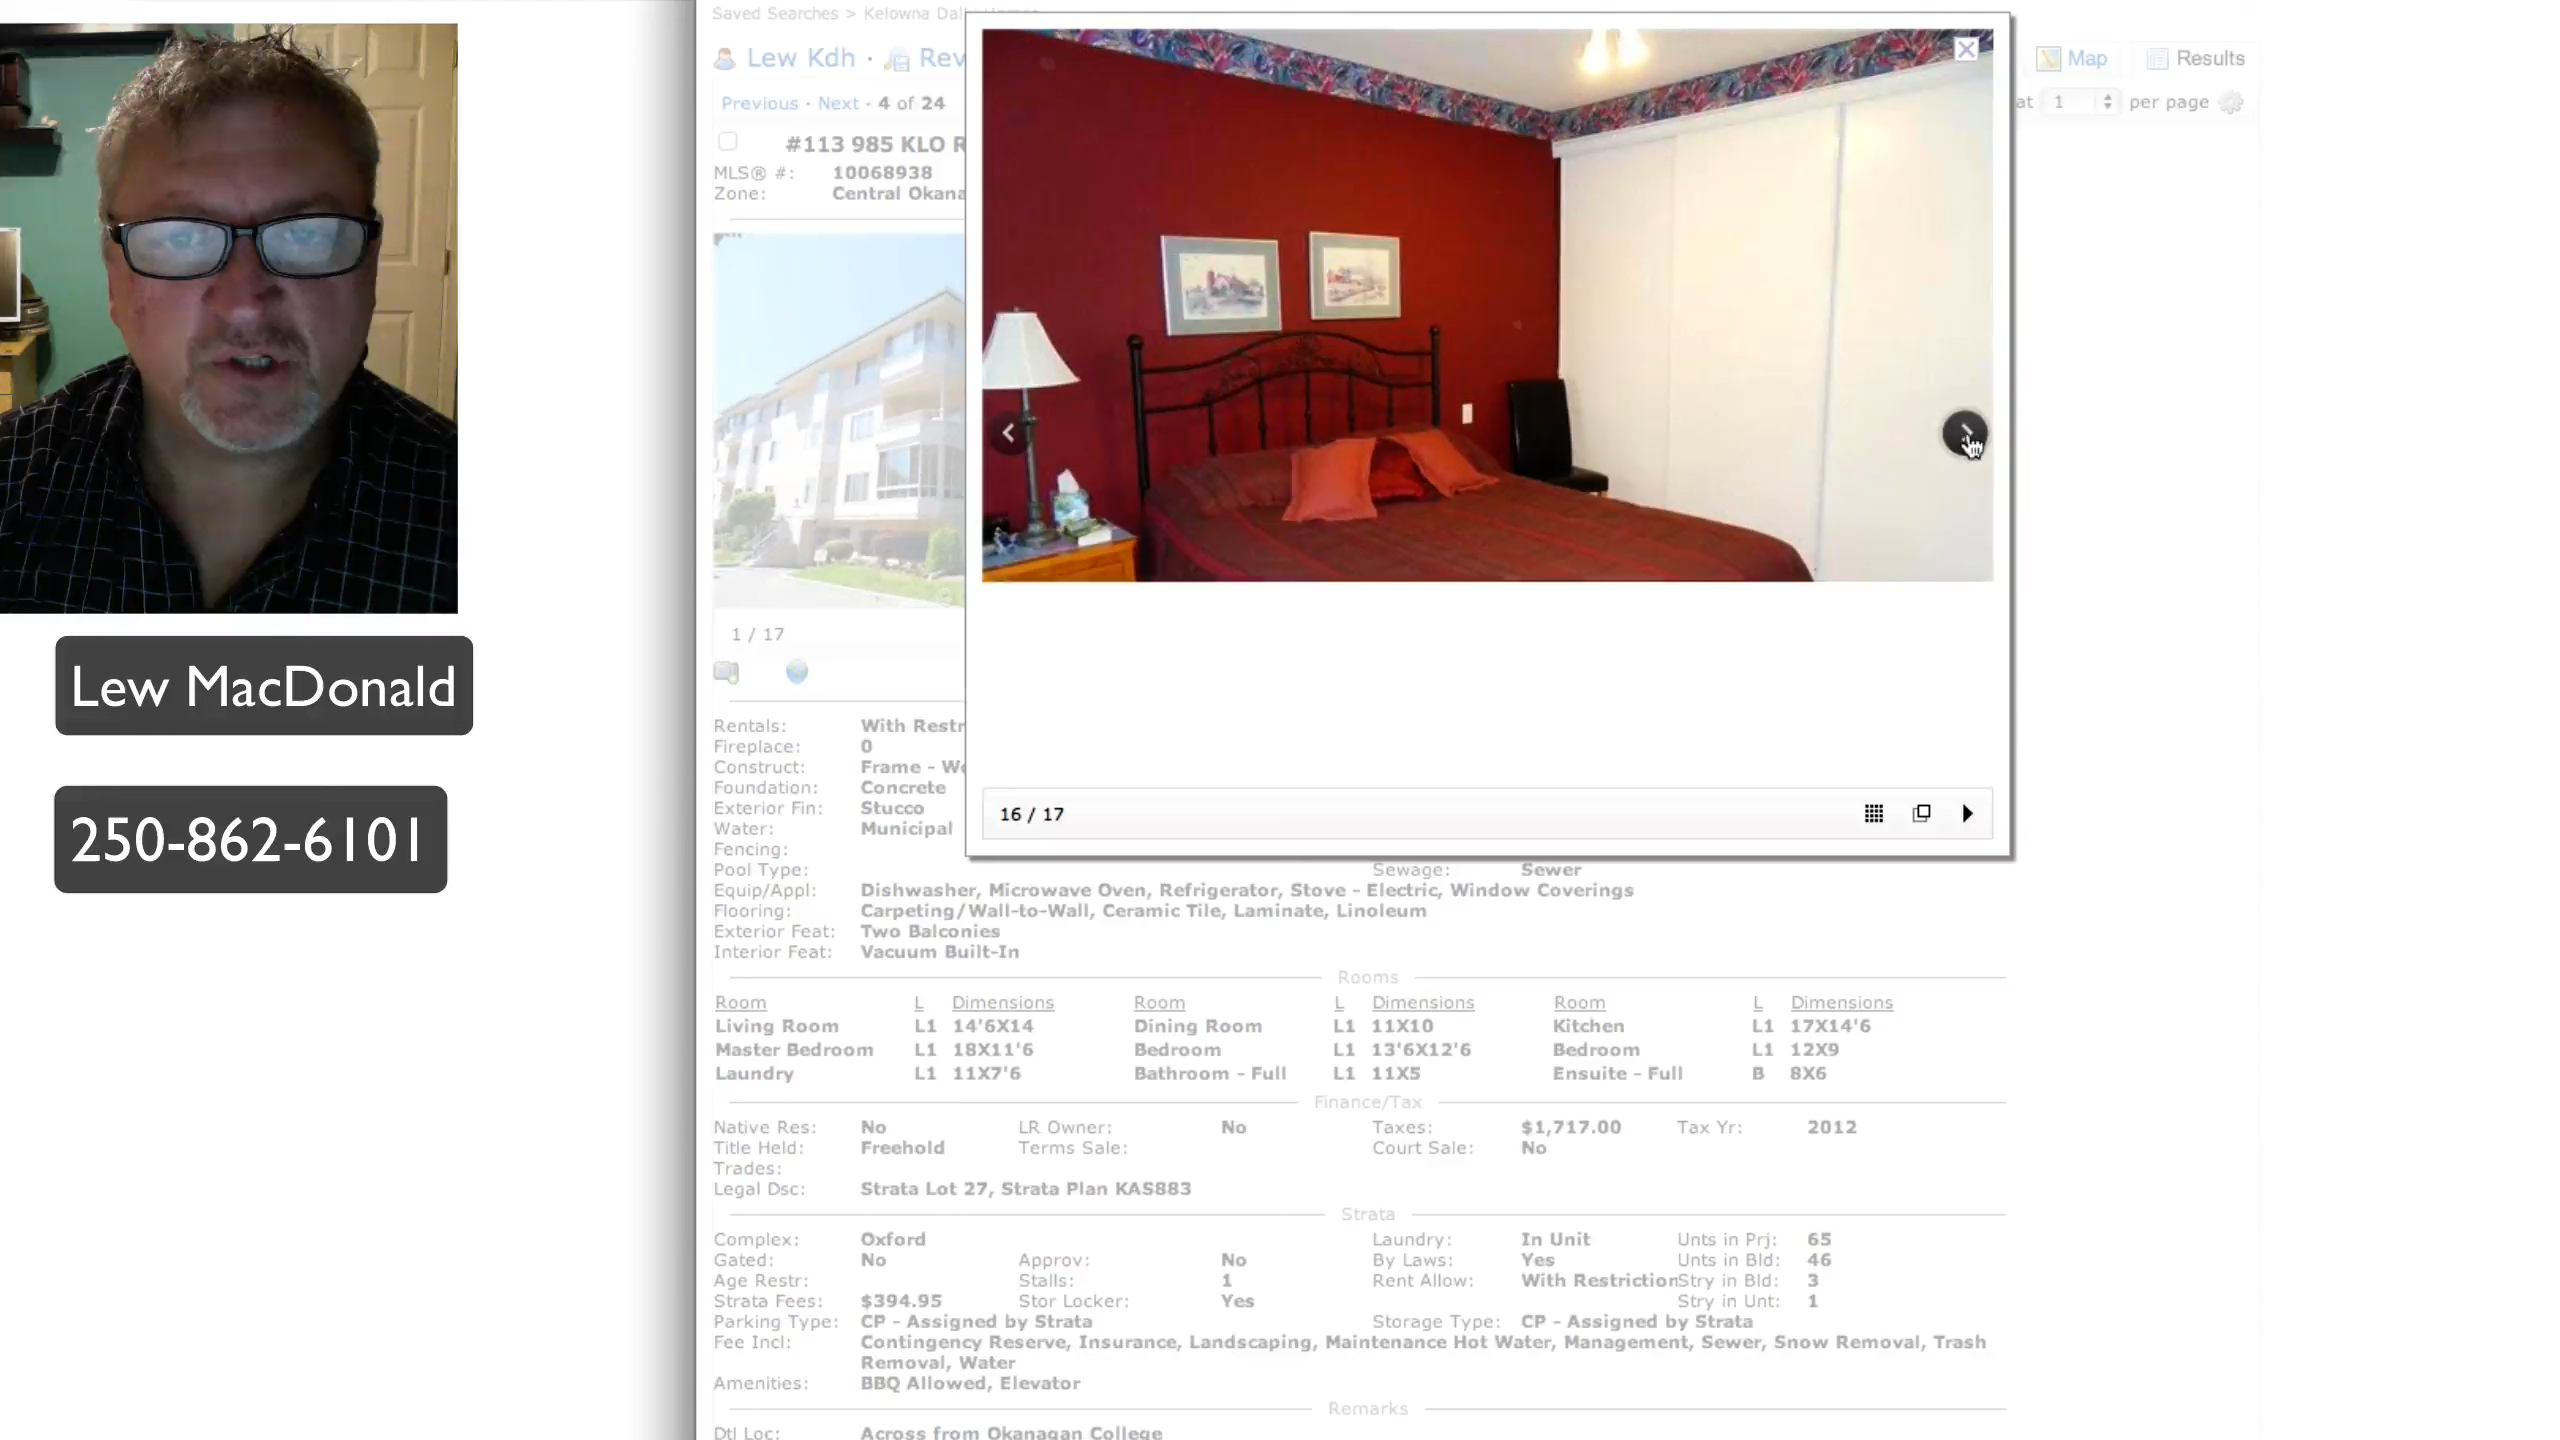 Saved Searches > Kelowna
Lew Kdh · Rev
Map
Results
Previous · Next · 4 of 24
at 1 per page
#113 985 KLO R
MLS® #: 10068938
Zone: Central Okana
1 / 17
16 / 17
Lew MacDonald
250-862-6101
Rentals: With Restr
Fireplace: 0
Construct: Frame - Wo
Foundation: Concrete
Exterior Fin: Stucco
Water: Municipal
Fencing:
Pool Type: Sewage: Sewer
Equip/Appl: Dishwasher, Microwave Oven, Refrigerator, Stove - Electric, Window Coverings
Flooring: Carpeting/Wall-to-Wall, Ceramic Tile, Laminate, Linoleum
Exterior Feat: Two Balconies
Interior Feat: Vacuum Built-In
Rooms
Room L Dimensions Room L Dimensions Room L Dimensions
Living Room L1 14'6X14 Dining Room L1 11X10 Kitchen L1 17X14'6
Master Bedroom L1 18X11'6 Bedroom L1 13'6X12'6 Bedroom L1 12X9
Laundry L1 11X7'6 Bathroom - Full L1 11X5 Ensuite - Full B 8X6
Finance/Tax
Native Res: No LR Owner: No Taxes: $1,717.00 Tax Yr: 2012
Title Held: Freehold Terms Sale: Court Sale: No
Trades:
Legal Dsc: Strata Lot 27, Strata Plan KAS883
Strata
Complex: Oxford Laundry: In Unit Unts in Prj: 65
Gated: No Approv: No By Laws: Yes Unts in Bld: 46
Age Restr: Stalls: 1 Rent Allow: With Restriction Stry in Bld: 3
Strata Fees: $394.95 Stor Locker: Yes Stry in Unt: 1
Parking Type: CP - Assigned by Strata Storage Type: CP - Assigned by Strata
Fee Incl: Contingency Reserve, Insurance, Landscaping, Maintenance Hot Water, Management, Sewer, Snow Removal, Trash
Removal, Water
Amenities: BBQ Allowed, Elevator
Remarks
Dtl Loc: Across from Okanagan College